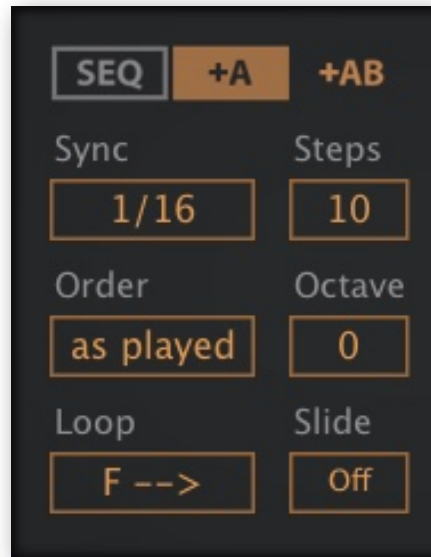 SEQ +A +AB
Sync Steps
1/16 10
Order Octave
as played 0
Loop Slide
F --> Off